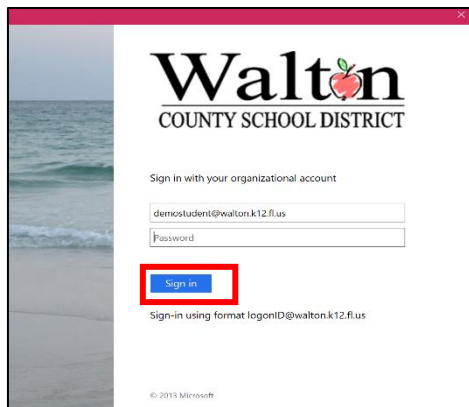 Walton
COUNTY SCHOOL DISTRICT
Sign in with your organizational account
demostudent@walton.k12.fl.us
Password
Sign in
Sign-in using format logonID@walton.k12.fl.us
© 2013 Microsoft